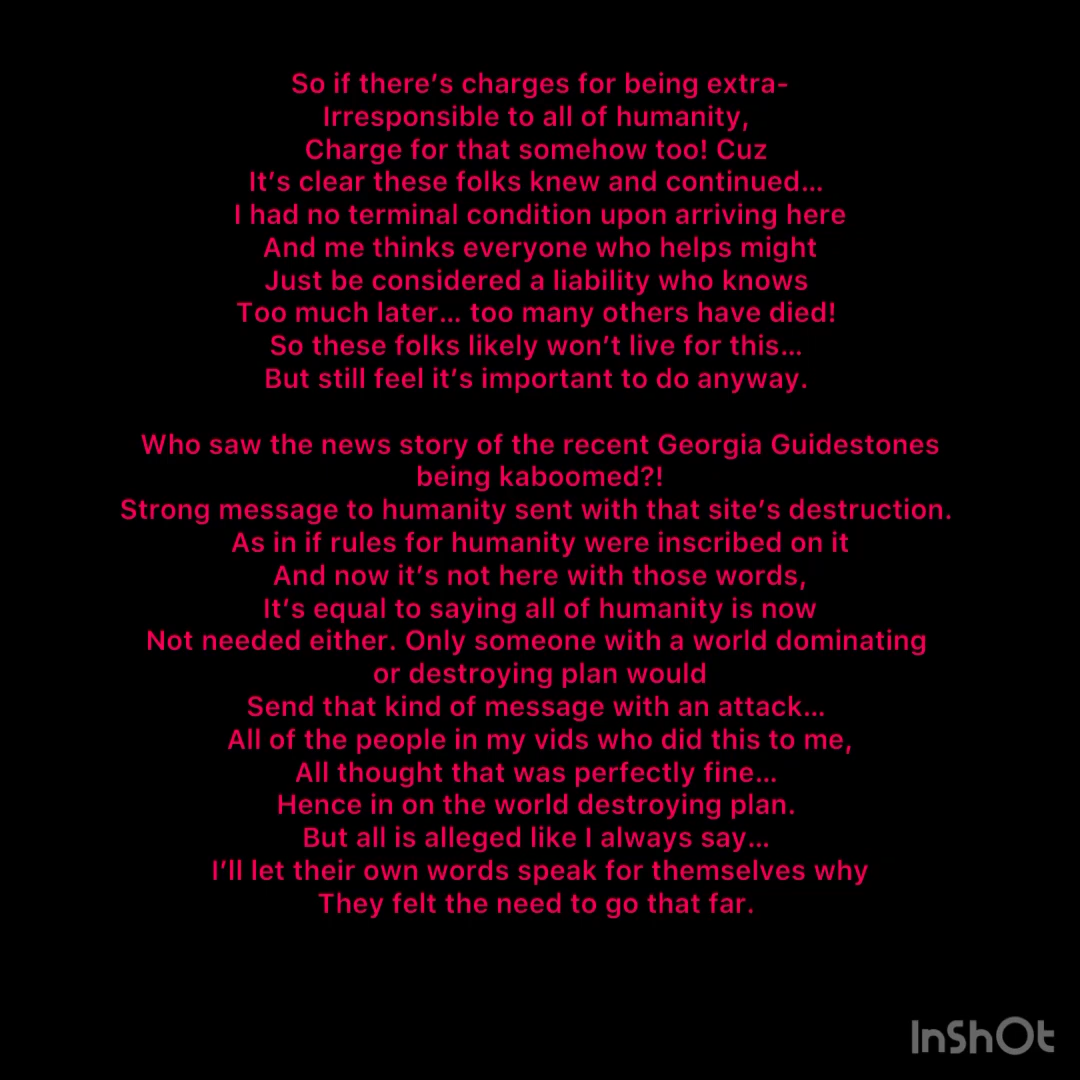 So if there’s charges for being extra-
Irresponsible to all of humanity,
Charge for that somehow too! Cuz
It’s clear these folks knew and continued...
I had no terminal condition upon arriving here
And me thinks everyone who helps might
Just be considered a liability who knows
Too much later... too many others have died!
So these folks likely won’t live for this...
But still feel it’s important to do anyway.
Who saw the news story of the recent Georgia Guidestones
being kaboomed?!
Strong message to humanity sent with that site’s destruction.
As in if rules for humanity were inscribed on it
And now it’s not here with those words,
It’s equal to saying all of humanity is now
Not needed either. Only someone with a world dominating
or destroying plan would
Send that kind of message with an attack...
All of the people in my vids who did this to me,
All thought that was perfectly fine...
Hence in on the world destroying plan.
But all is alleged like I always say...
I’ll let their own words speak for themselves why
They felt the need to go that far.
InShOt